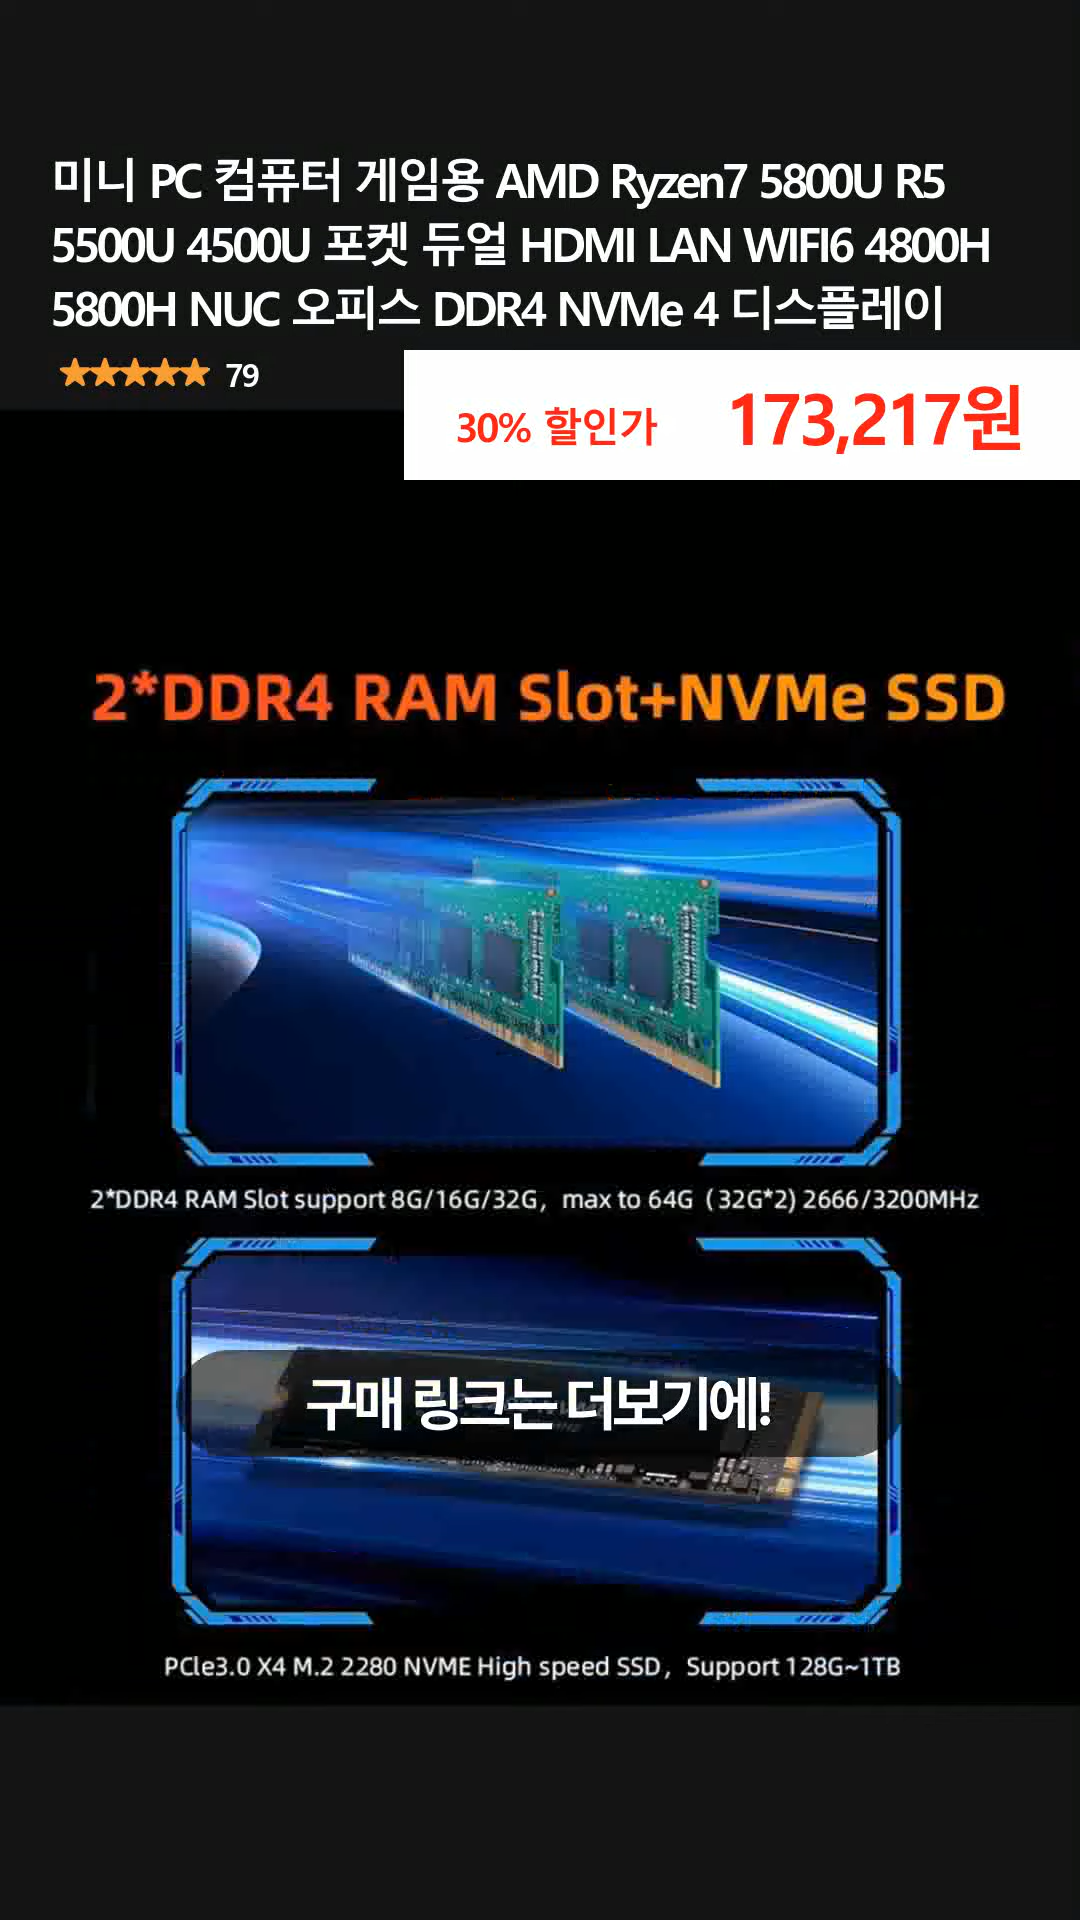 미니 PC 컴퓨터 게임용 AMD Ryzen7 5800U R5
5500U 4500U 포켓 듀얼 HDMI LAN WIFI6 4800H
5800H NUC 오피스 DDR4 NVMe 4 디스플레이
79
30% 할인가 173,217원
2*DDR4 RAM Slot+NVMe SSD
2*DDR4 RAM Slot support 8G/16G/32G, max to 64G (32G*2) 2666/3200MHz
구매 링크는 더보기에!
PCle3.0 X4 M.2 2280 NVME High speed SSD, Support 128G~1TB